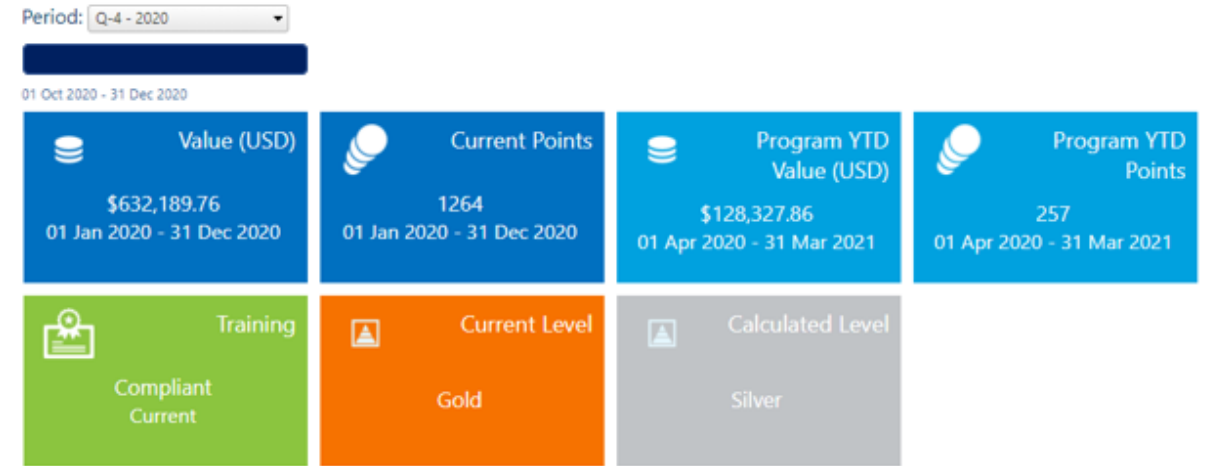 Period: Q-4 - 2020
01 Oct 2020 - 31 Dec 2020
Value (USD)
$632,189.76
01 Jan 2020 - 31 Dec 2020
Current Points
1264
01 Jan 2020 - 31 Dec 2020
Program YTD
Value (USD)
$128,327.86
01 Apr 2020 - 31 Mar 2021
Program YTD
Points
257
01 Apr 2020 - 31 Mar 2021
Training
Compliant
Current
Current Level
Gold
Calculated Level
Silver